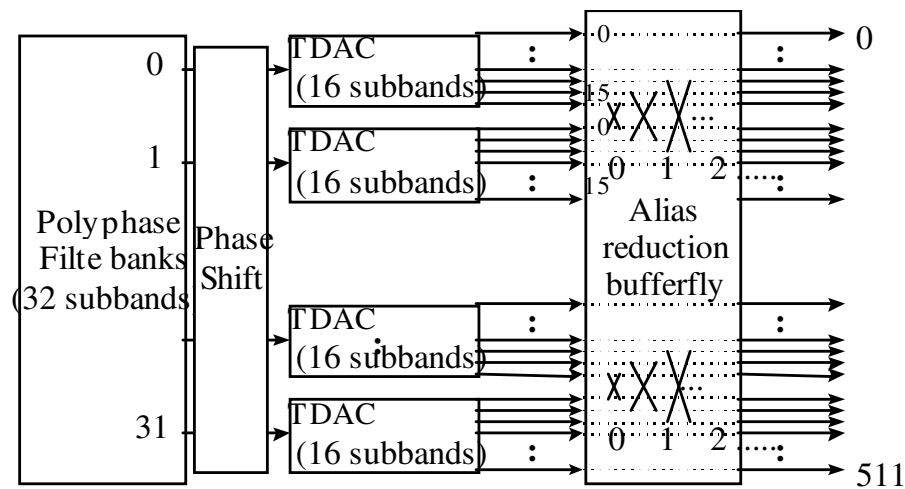 0
1
31
Polyphase
Filte banks
(32 subbands
Phase
Shift
TDAC
(16 subbands)
TDAC
(16 subbands)
TDAC
(16 subbands)
TDAC
(16 subbands)
0
15
0
15
0 1 2
Alias
reduction
bufferfly
0 1 2
0
511